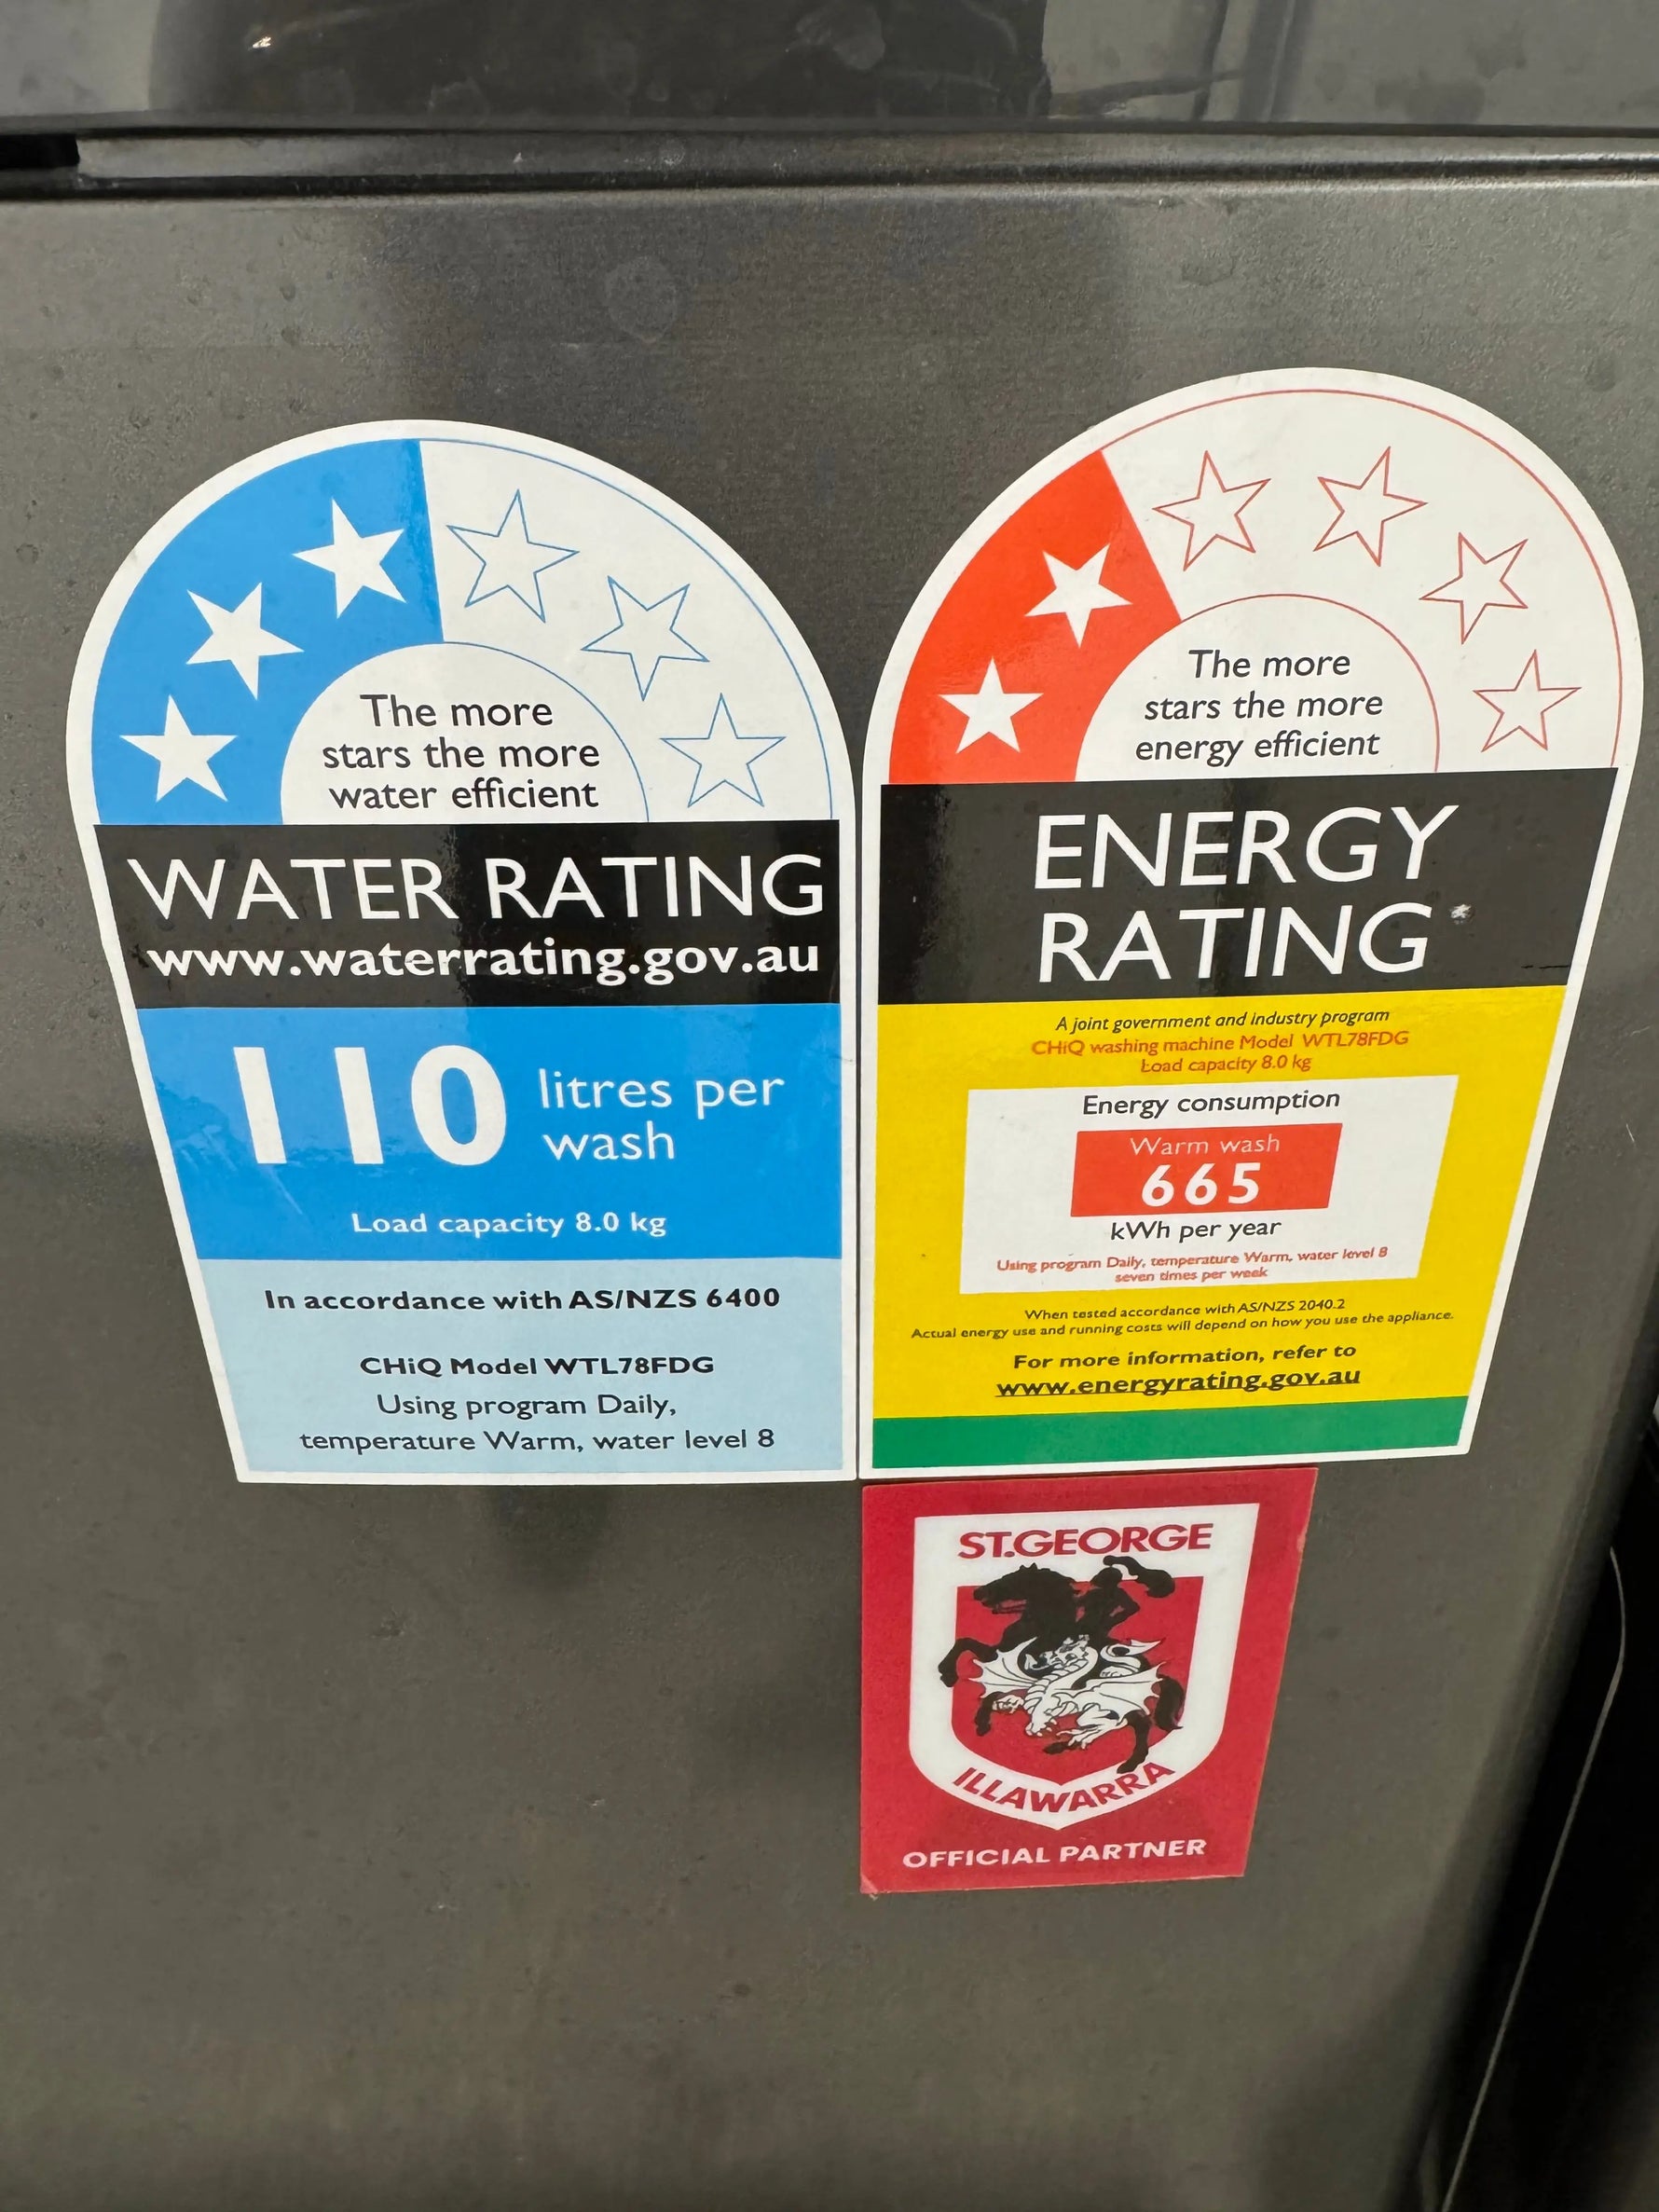 The more
stars the more
water efficient
WATER RATING
www.waterrating.gov.au
110 litres per
wash
Load capacity 8.0 kg
In accordance with AS/NZS 6400
CHiQ Model WTL78FDG
Using program Daily,
temperature Warm, water level 8
The more
stars the more
energy efficient
ENERGY
RATING
A joint government and industry program
CHiQ washing machine Model WTL78FDG
Load capacity 8.0 kg
Energy consumption
Warm wash
665
kWh per year
Using program Daily, temperature Warm, water level 8
seven times per week
When tested accordance with AS/NZS 2040.2
Actual energy use and running costs will depend on how you use the appliance.
For more information, refer to
www.energyrating.gov.au
ST.GEORGE
ILLAWARRA
OFFICIAL PARTNER